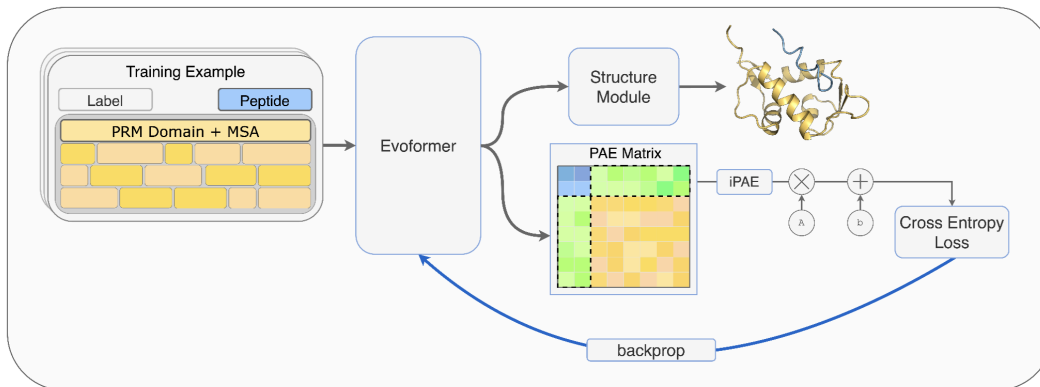 Training Example
Label
Peptide
PRM Domain + MSA
Evoformer
Structure
Module
PAE Matrix
iPAE
A
b
Cross Entropy
Loss
backprop